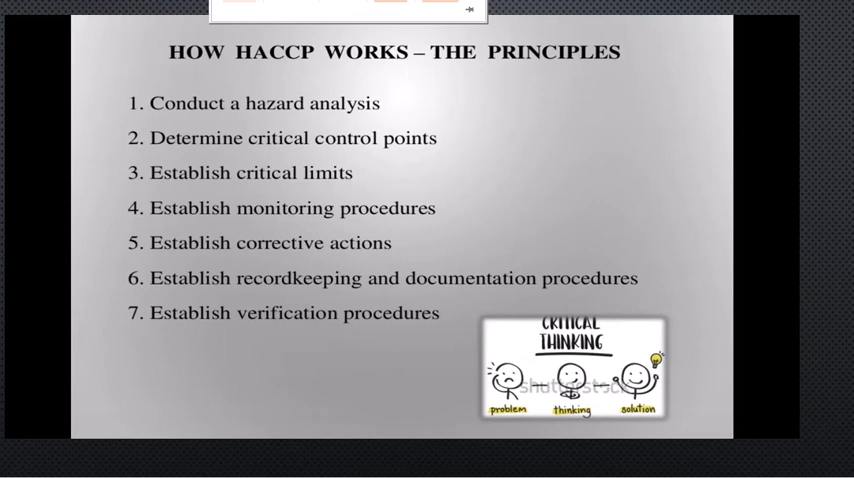 HOW HACCP WORKS – THE PRINCIPLES
1. Conduct a hazard analysis
2. Determine critical control points
3. Establish critical limits
4. Establish monitoring procedures
5. Establish corrective actions
6. Establish recordkeeping and documentation procedures
7. Establish verification procedures
CRITICAL
THINKING
shutterstock
problem thinking solution